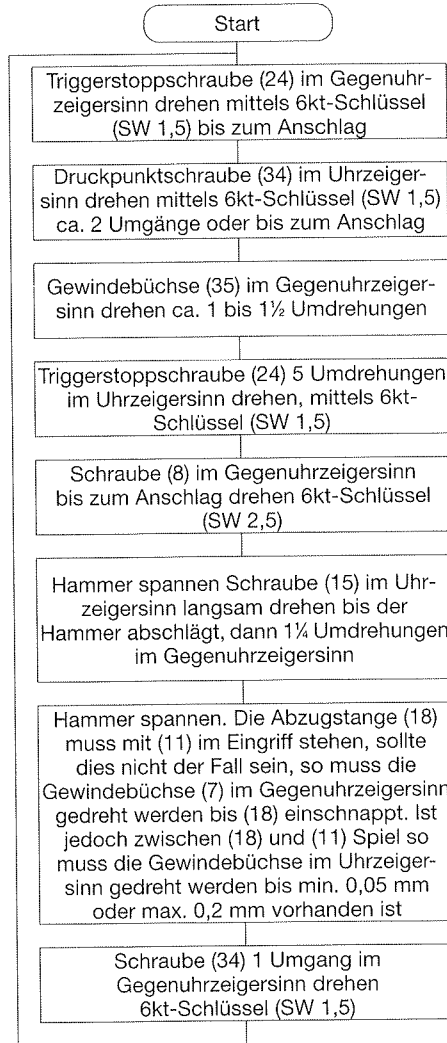 Start
Triggerstoppschraube (24) im Gegenuhr-
zeigersinn drehen mittels 6kt-Schlüssel
(SW 1,5) bis zum Anschlag
Druckpunktschraube (34) im Uhrzeiger-
sinn drehen mittels 6kt-Schlüssel (SW 1,5)
ca. 2 Umgänge oder bis zum Anschlag
Gewindebüchse (35) im Gegenuhrzeiger-
sinn drehen ca. 1 bis 1½ Umdrehungen
Triggerstoppschraube (24) 5 Umdrehungen
im Uhrzeigersinn drehen, mittels 6kt-
Schlüssel (SW 1,5)
Schraube (8) im Gegenuhrzeigersinn
bis zum Anschlag drehen 6kt-Schlüssel
(SW 2,5)
Hammer spannen Schraube (15) im Uhr-
zeigersinn langsam drehen bis der
Hammer abschlägt, dann 1¼ Umdrehungen
im Gegenuhrzeigersinn
Hammer spannen. Die Abzugstange (18)
muss mit (11) im Eingriff stehen, sollte
dies nicht der Fall sein, so muss die
Gewindebüchse (7) im Gegenuhrzeigersinn
gedreht werden bis (18) einschnappt. Ist
jedoch zwischen (18) und (11) Spiel so
muss die Gewindebüchse im Uhrzeiger-
sinn gedreht werden bis min. 0,05 mm
oder max. 0,2 mm vorhanden ist
Schraube (34) 1 Umgang im
Gegenuhrzeigersinn drehen
6kt-Schlüssel (SW 1,5)